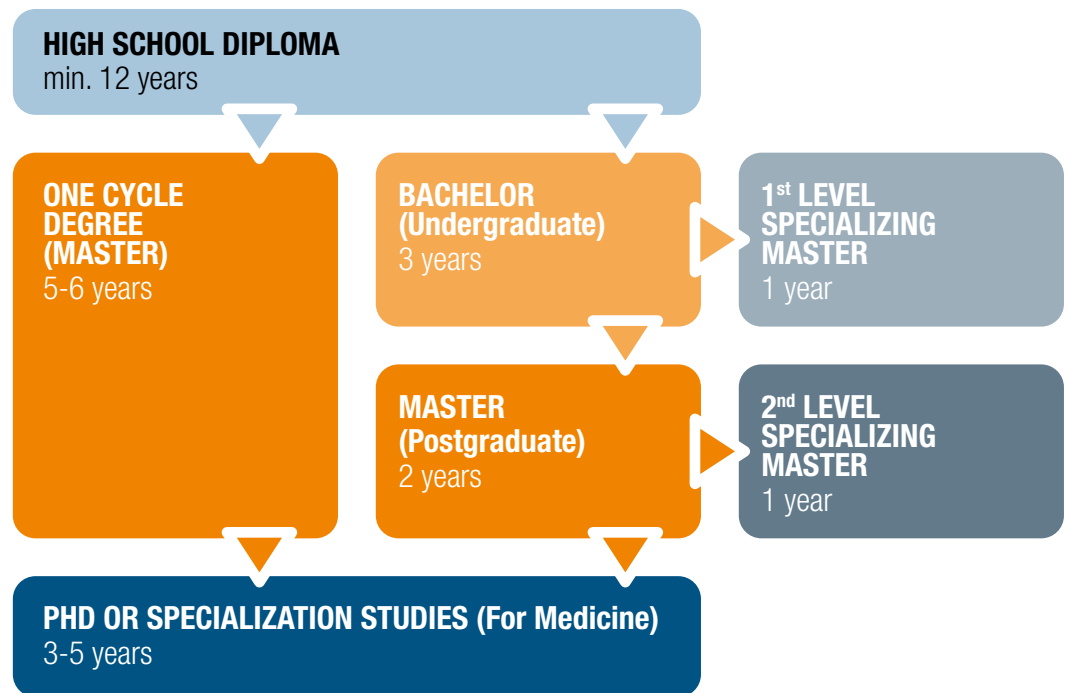 HIGH SCHOOL DIPLOMA
min. 12 years
ONE CYCLE
DEGREE
(MASTER)
5-6 years
BACHELOR
(Undergraduate)
3 years
1st LEVEL
SPECIALIZING
MASTER
1 year
MASTER
(Postgraduate)
2 years
2nd LEVEL
SPECIALIZING
MASTER
1 year
PHD OR SPECIALIZATION STUDIES (For Medicine)
3-5 years